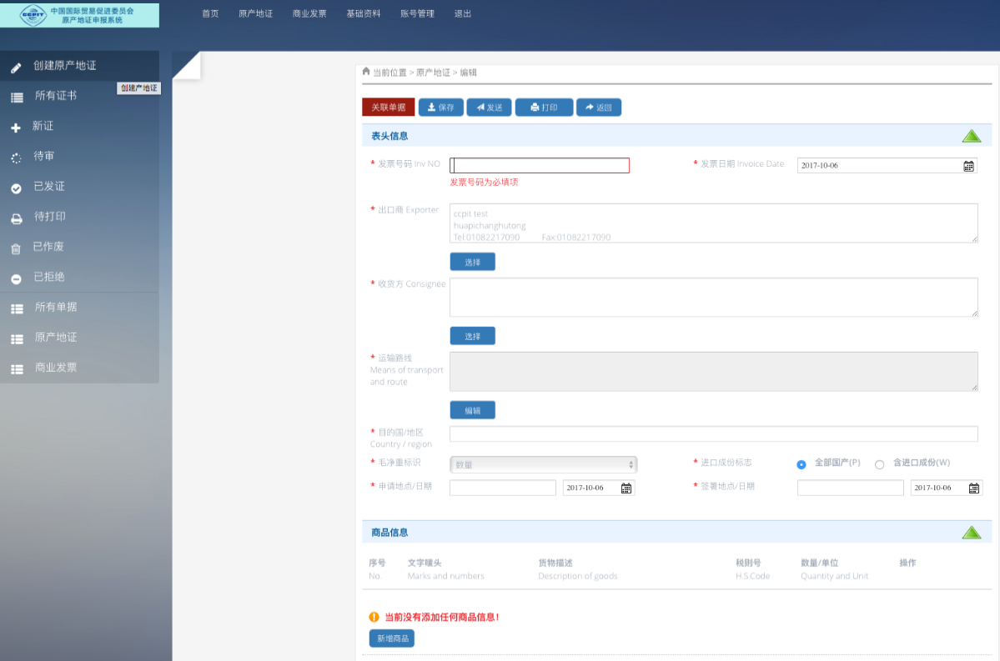 CCPIT
中国国际贸易促进委员会
原产地证申报系统
首页 原产地证 商业发票 基础资料 账号管理 退出
创建原产地证
创建产地证
所有证书
新证
待审
已发证
待打印
已作废
已拒绝
所有单据
原产地证
商业发票
当前位置 > 原产地证 > 编辑
关联单据 保存 发送 打印 返回
表头信息
* 发票号码 Inv NO
发票号码为必填项
* 发票日期 Invoice Date 2017-10-06
* 出口商 Exporter
ccpit test
huapichanghutong
Tel:01082217090 Fax:01082217090
选择
* 收货方 Consignee
选择
* 运输路线
Means of transport
and route
编辑
* 目的国/地区
Country / region
* 毛净重标识 数量
* 进口成份标志 全部国产(P) 含进口成份(W)
* 申请地点/日期 2017-10-06
* 签署地点/日期 2017-10-06
商品信息
序号 文字唛头 货物描述 税则号 数量/单位 操作
No. Marks and numbers Description of goods H.S.Code Quantity and Unit
当前没有添加任何商品信息!
新增商品